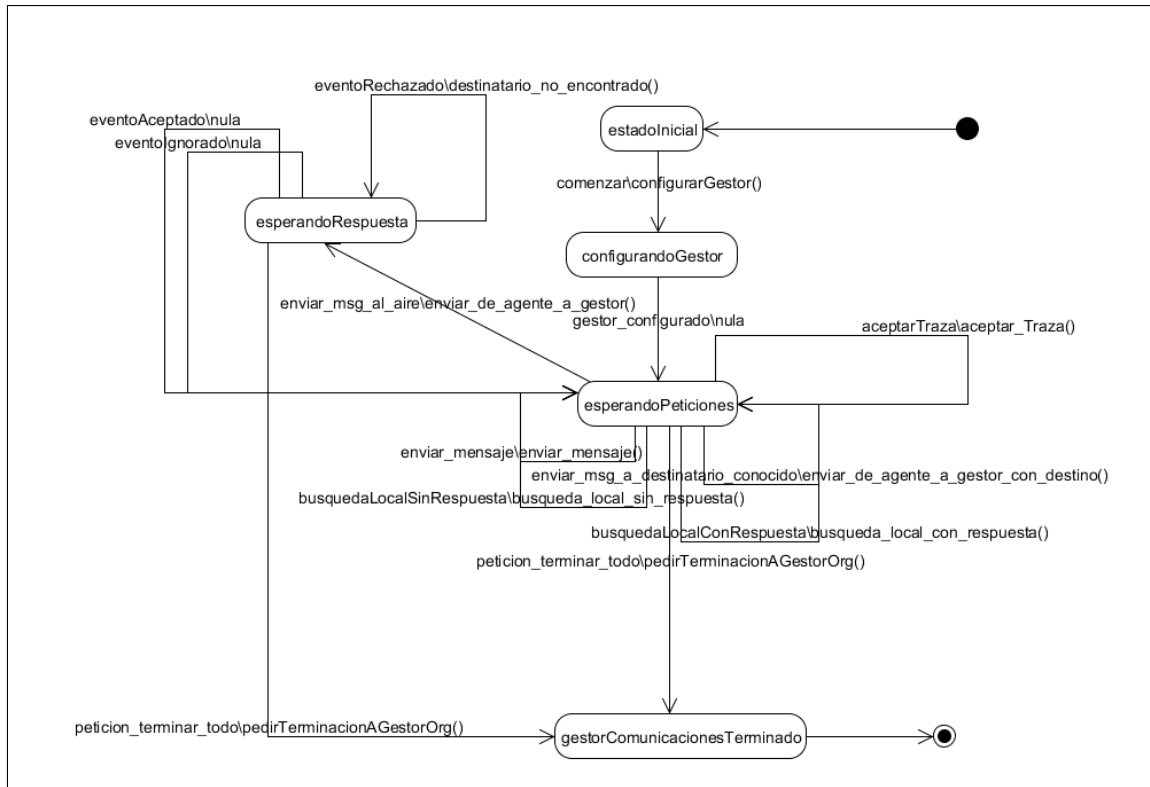 eventoRechazado\destinatario_no_encontrado()
eventoAceptado\nula
eventoIgnorado\nula
estadoInicial
comenzar\configurarGestor()
esperandoRespuesta
configurandoGestor
enviar_msg_al_aire\enviar_de_agente_a_gestor()
gestor_configurado\nula
aceptarTraza\aceptar_Traza()
esperandoPeticiones
enviar_mensaje\enviar_mensaje()
enviar_msg_a_destinatario_conocido\enviar_de_agente_a_gestor_con_destino()
busquedaLocalSinRespuesta\busqueda_local_sin_respuesta()
busquedaLocalConRespuesta\busqueda_local_con_respuesta()
peticion_terminar_todo\pedirTerminacionAGestorOrg()
peticion_terminar_todo\pedirTerminacionAGestorOrg()
gestorComunicacionesTerminado